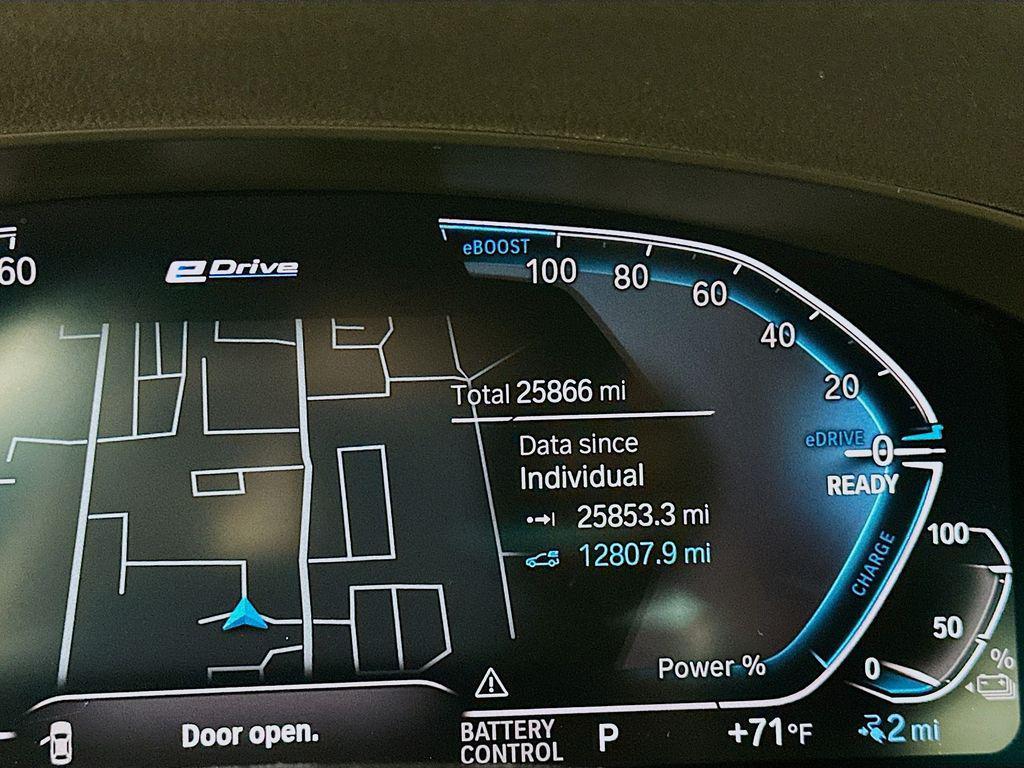 60
eDrive
eBOOST
100
80
60
40
20
eDRIVE
0
READY
Total 25866 mi
Data since
Individual
25853.3 mi
12807.9 mi
CHARGE
100
50
0
%
Power %
Door open.
BATTERY
CONTROL
P
+71°F
2 mi